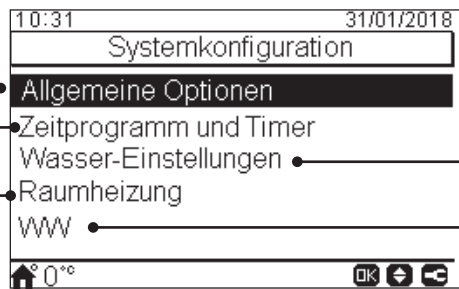 10:31 31/01/2018
Systemkonfiguration
Allgemeine Optionen
Zeitprogramm und Timer
Wasser-Einstellungen
Raumheizung
WW
0°C OK